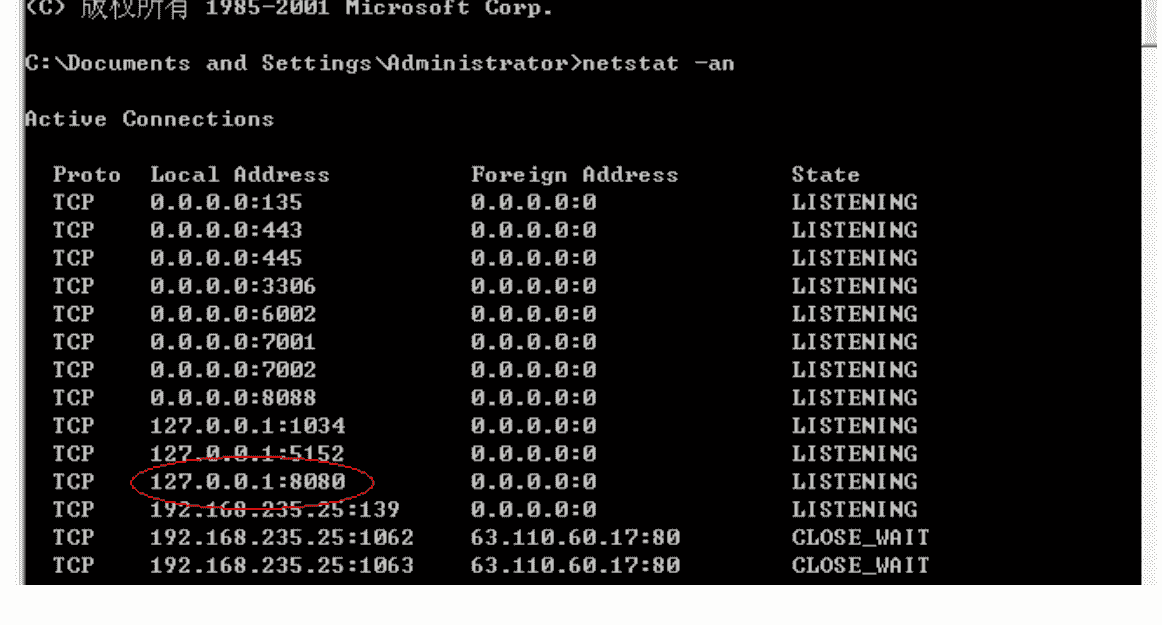 (C) 版权所有 1985-2001 Microsoft Corp.
C:\Documents and Settings\Administrator>netstat -an
Active Connections
Proto Local Address Foreign Address State
TCP 0.0.0.0:135 0.0.0.0:0 LISTENING
TCP 0.0.0.0:443 0.0.0.0:0 LISTENING
TCP 0.0.0.0:445 0.0.0.0:0 LISTENING
TCP 0.0.0.0:3306 0.0.0.0:0 LISTENING
TCP 0.0.0.0:6002 0.0.0.0:0 LISTENING
TCP 0.0.0.0:7001 0.0.0.0:0 LISTENING
TCP 0.0.0.0:7002 0.0.0.0:0 LISTENING
TCP 0.0.0.0:8088 0.0.0.0:0 LISTENING
TCP 127.0.0.1:1034 0.0.0.0:0 LISTENING
TCP 127.0.0.1:5152 0.0.0.0:0 LISTENING
TCP 127.0.0.1:8080 0.0.0.0:0 LISTENING
TCP 192.168.235.25:139 0.0.0.0:0 LISTENING
TCP 192.168.235.25:1062 63.110.60.17:80 CLOSE_WAIT
TCP 192.168.235.25:1063 63.110.60.17:80 CLOSE_WAIT